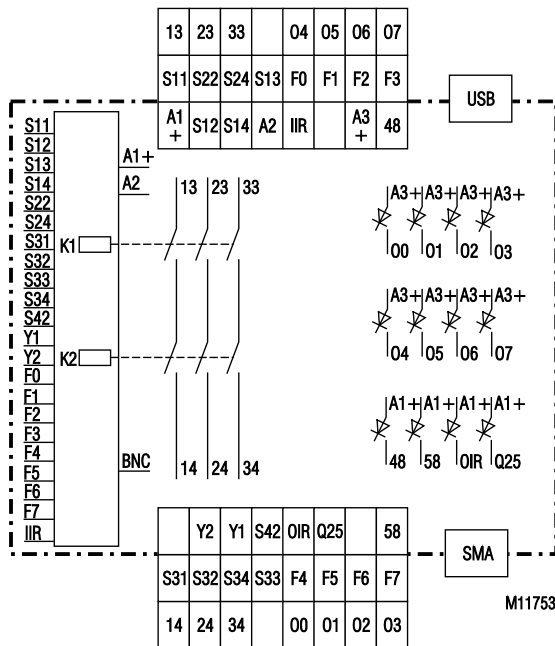 13 23 33 04 05 06 07
S11 S22 S24 S13 F0 F1 F2 F3
A1+ S12 S14 A2 IIR A3+ 48
USB
S11
S12
S13
S14
S22
S24
S31
S32
S33
S34
S42
Y1
Y2
F0
F1
F2
F3
F4
F5
F6
F7
IIR
A1+
A2
K1
K2
BNC
13 23 33
14 24 34
A3+ A3+ A3+ A3+
00 01 02 03
A3+ A3+ A3+ A3+
04 05 06 07
A1+ A1+ A1+ A1+
48 58 OIR Q25
Y2 Y1 S42 OIR Q25 58
S31 S32 S34 S33 F4 F5 F6 F7
14 24 34 00 01 02 03
SMA
M11753